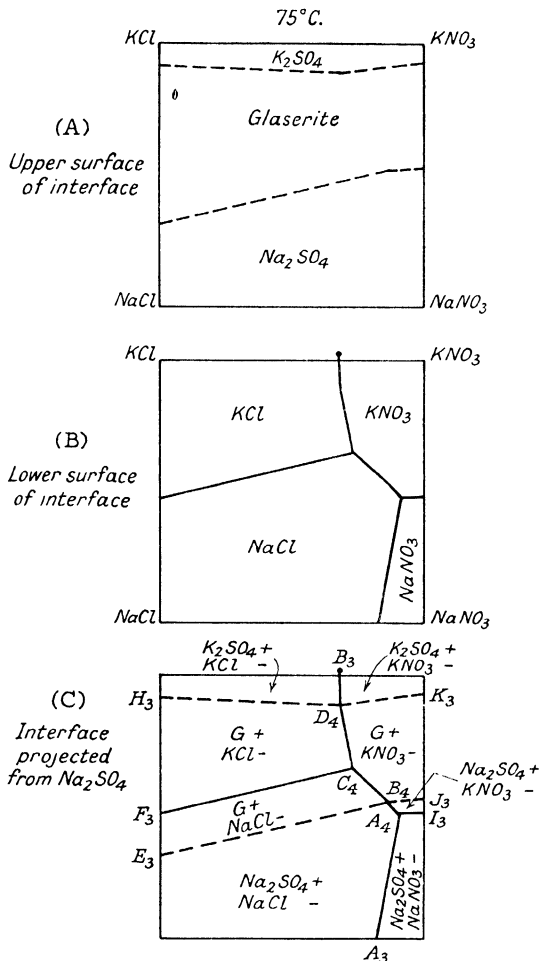 75°C.
KCl
KNO3
K2SO4
Glaserite
(A)
Upper surface
of interface
Na2SO4
NaCl
NaNO3
KCl
KNO3
KCl
KNO3
(B)
Lower surface
of interface
NaCl
NaNO3
NaCl
NaNO3
K2SO4 +
KCl -
B3
K2SO4 +
KNO3 -
H3
K3
D4
(C)
Interface
projected
from Na2SO4
G +
KCl -
G +
KNO3 -
C4
Na2SO4 +
KNO3 -
F3
G +
NaCl -
B4
J3
A4
I3
E3
Na2SO4 +
NaCl -
Na2SO4 +
NaNO3 -
A3